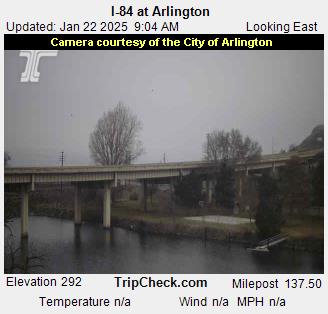 I-84 at Arlington
Updated: Jan 22 2025 9:04 AM Looking East
Camera courtesy of the City of Arlington
Elevation 292 TripCheck.com Milepost 137.50
Temperature n/a Wind n/a MPH n/a